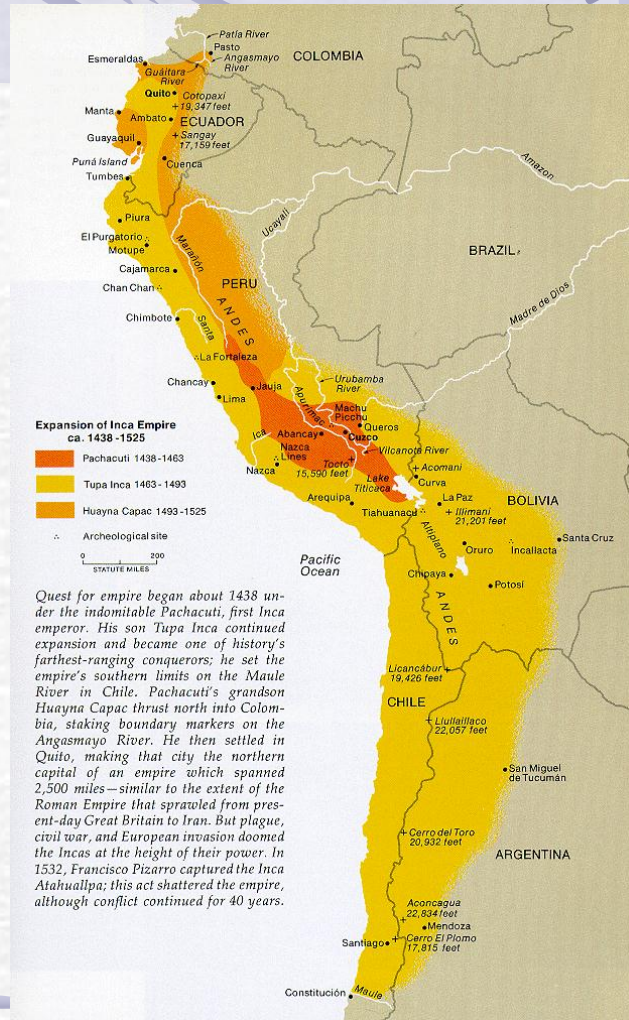 Patía River
Pasto
Angasmayo
River
COLOMBIA
Esmeraldas
Guáitara
River
Quito
Cotopaxi
19,347 feet
Manta
Ambato
ECUADOR
Sangay
17,159 feet
Guayaquil
Puná Island
Cuenca
Tumbes
Amazon
Ucayali
Piura
Marañón
El Purgatorio
Motupe
BRAZIL
Cajamarca
PERU
Chan Chan
ANDES
Madre de Dios
Chimbote
Santa
La Fortaleza
Urubamba
River
Chancay
Jauja
Apurímac
Lima
Machu
Picchu
Queros
Expansion of Inca Empire
ca. 1438 -1525
Ica
Abancay
Cuzco
Vilcanota River
Pachacuti 1438-1463
Nazca
Lines
Tocto
15,590 feet
Acomani
Nazca
Lake
Titicaca
Curva
Tupa Inca 1463-1493
Arequipa
La Paz
BOLIVIA
Huayna Capac 1493-1525
Tiahuanacu
Illimani
21,201 feet
Altiplano
Santa Cruz
Archeological site
Oruro
Incallacta
0
200
STATUTE MILES
Pacific
Ocean
Chipaya
Potosí
ANDES
Quest for empire began about 1438 un-
der the indomitable Pachacuti, first Inca
emperor. His son Tupa Inca continued
expansion and became one of history's
farthest-ranging conquerors; he set the
empire's southern limits on the Maule
River in Chile. Pachacuti's grandson
Huayna Capac thrust north into Colom-
bia, staking boundary markers on the
Angasmayo River. He then settled in
Quito, making that city the northern
capital of an empire which spanned
2,500 miles—similar to the extent of the
Roman Empire that sprawled from pres-
ent-day Great Britain to Iran. But plague,
civil war, and European invasion doomed
the Incas at the height of their power. In
1532, Francisco Pizarro captured the Inca
Atahuallpa; this act shattered the empire,
although conflict continued for 40 years.
Licancábur
19,426 feet
CHILE
Llullaillaco
22,057 feet
San Miguel
de Tucumán
Cerro del Toro
20,932 feet
ARGENTINA
Aconcagua
22,834 feet
Mendoza
Santiago
Cerro El Plomo
17,815 feet
Constitución
Maule